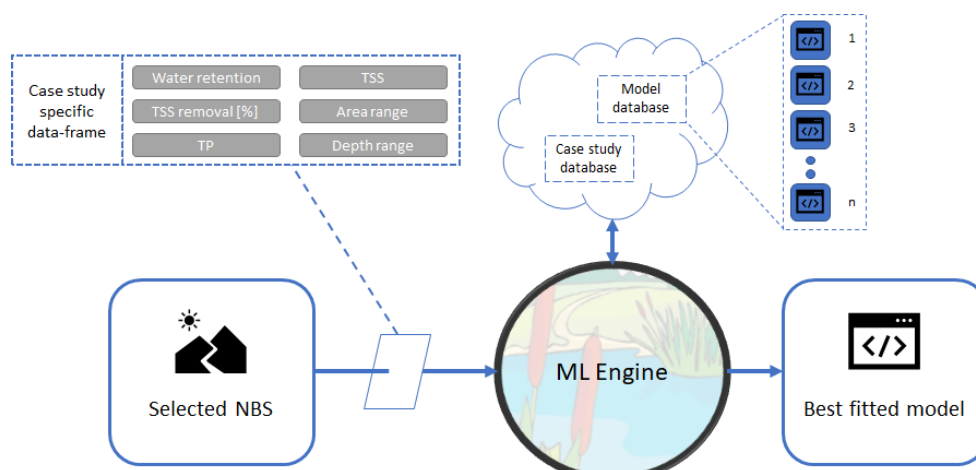 Case study
specific
data-frame
Water retention
TSS
TSS removal [%]
Area range
TP
Depth range
Model
database
Case study
database
1
2
3
n
Selected NBS
ML Engine
Best fitted model